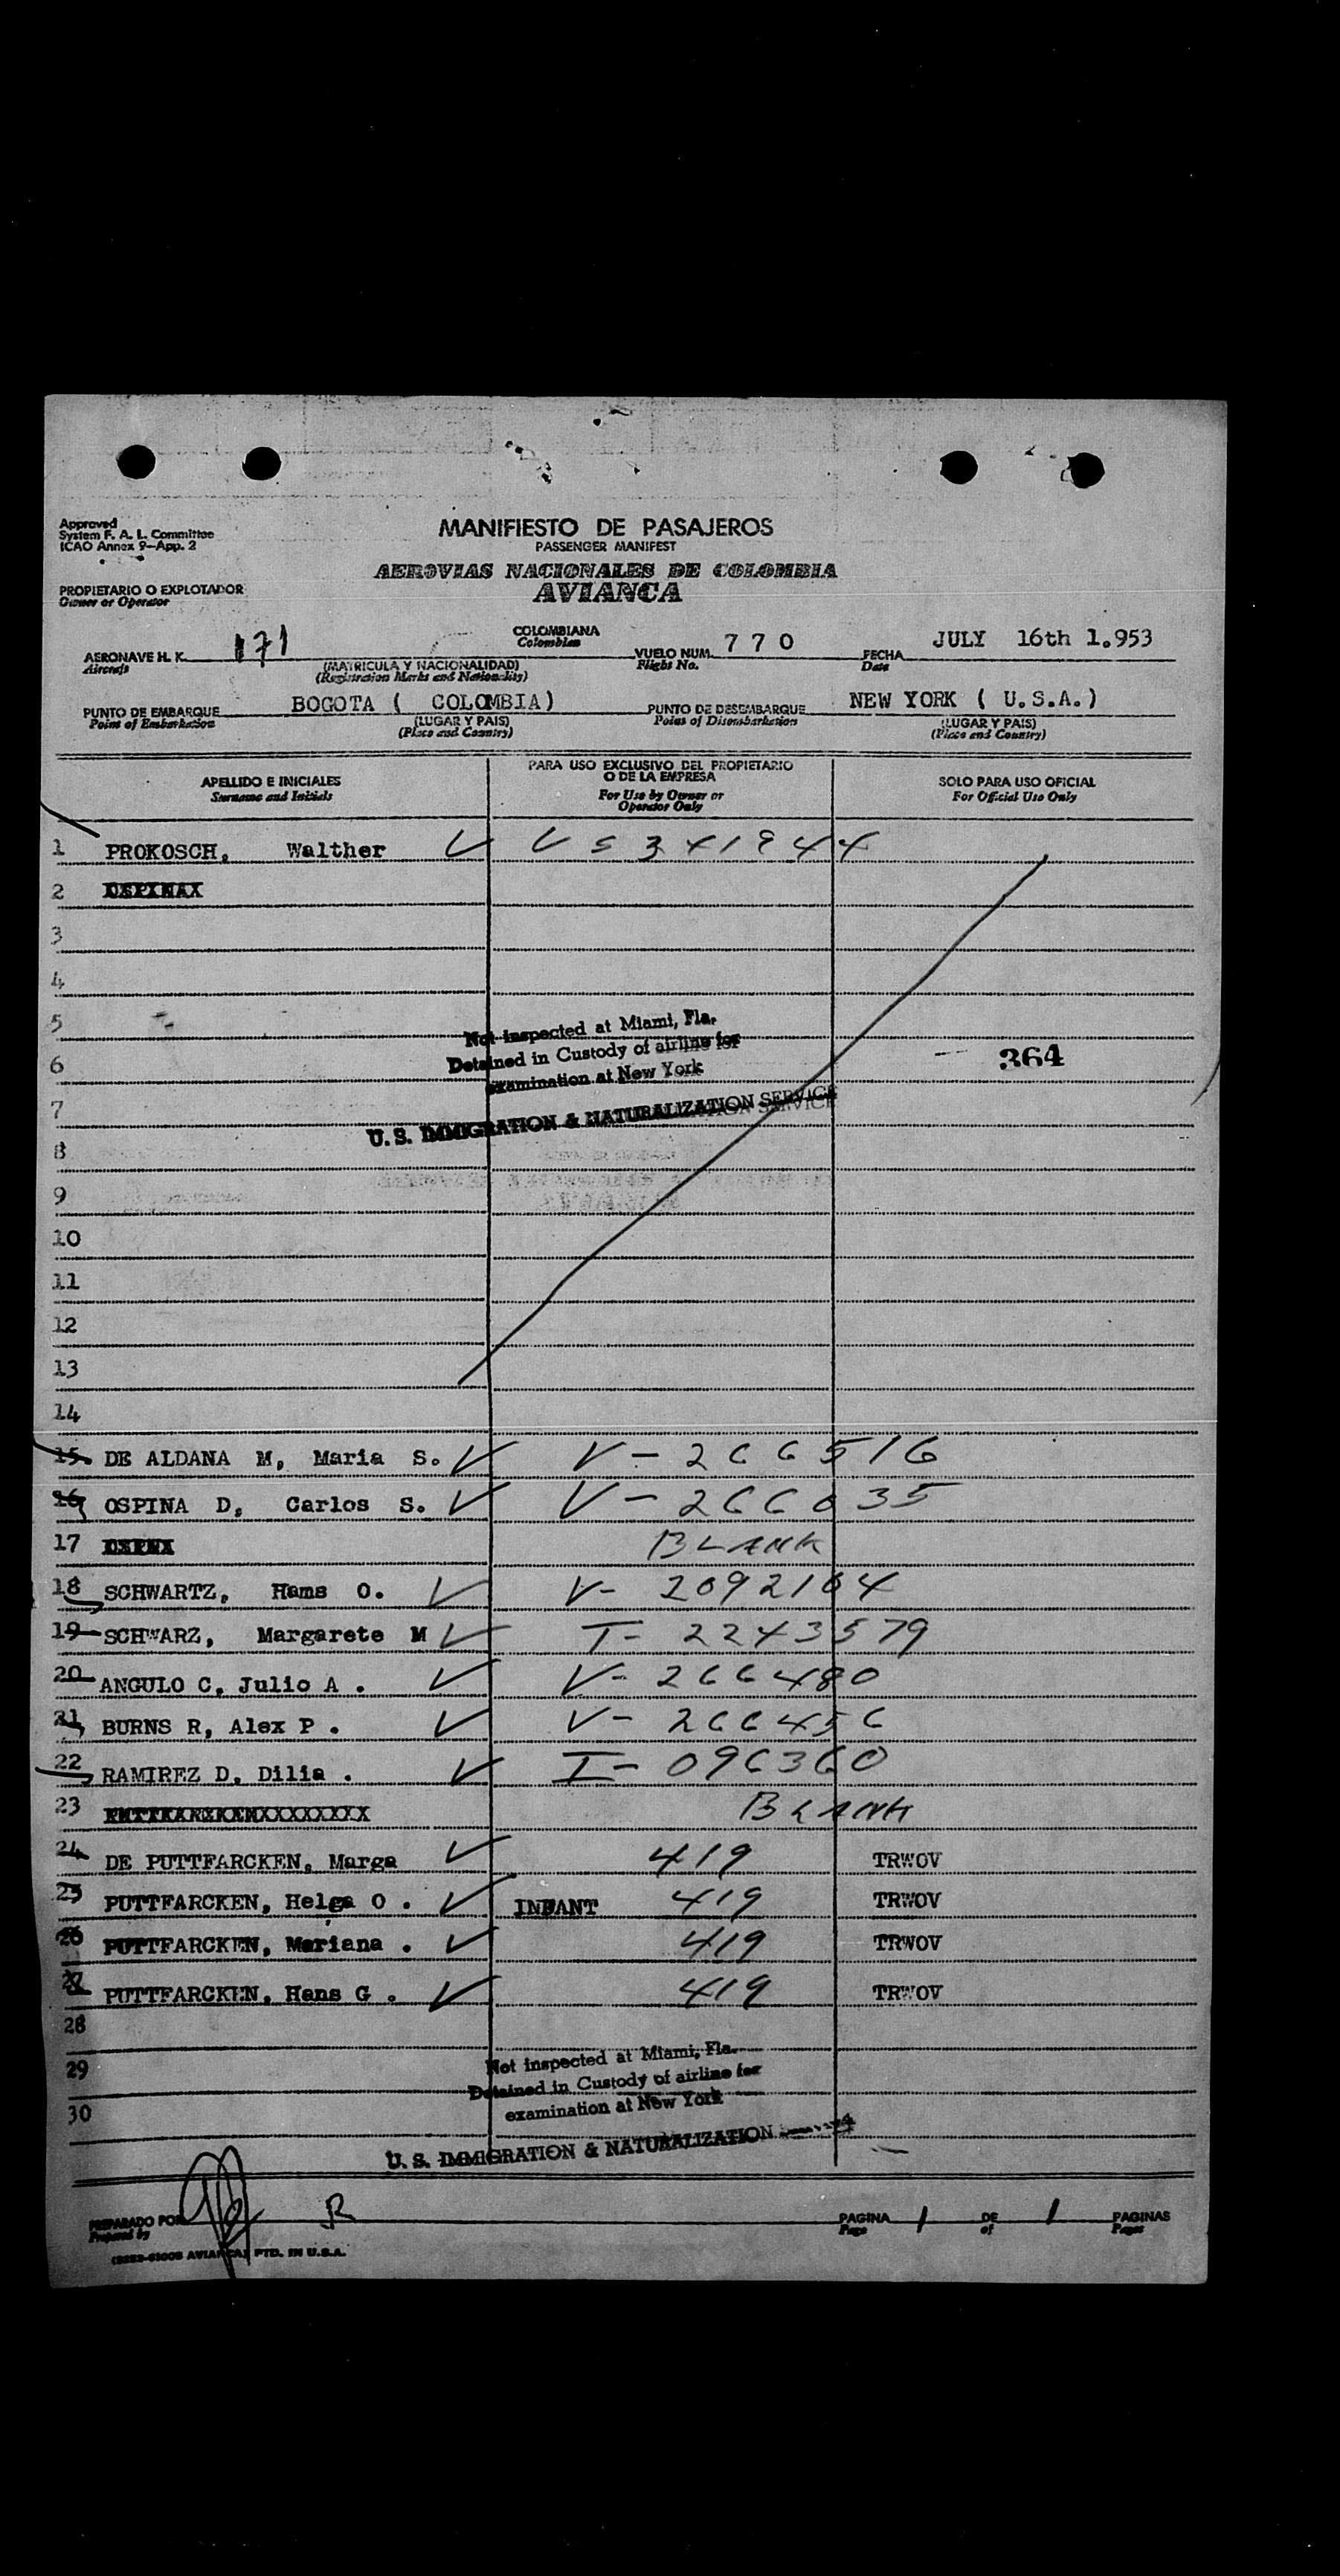 Approved
System F. A. L. Committee
ICAO Annex 9-App. 2
MANIFIESTO DE PASAJEROS
PASSENGER MANIFEST
AEROVIAS NACIONALES DE COLOMBIA
AVIANCA
PROPIETARIO O EXPLOTADOR
Owner or Operator
COLOMBIANA
Colombian
AERONAVE H. K. 171
Aircraft
(MATRICULA Y NACIONALIDAD)
(Registration Marks and Nationality)
VUELO NUM. 7 7 0
Flight No.
FECHA JULY 16th 1.953
Date
PUNTO DE EMBARQUE BOGOTA ( COLOMBIA)
Point of Embarkation
(LUGAR Y PAIS)
(Place and Country)
PUNTO DE DESEMBARQUE NEW YORK ( U.S.A.)
Point of Disembarkation
(LUGAR Y PAIS)
(Place and Country)
APELLIDO E INICIALES
Surname and Initials
PARA USO EXCLUSIVO DEL PROPIETARIO
O DE LA EMPRESA
For Use by Owner or
Operator Only
SOLO PARA USO OFICIAL
For Official Use Only
1 PROKOSCH, Walther
2
3
4
5
6
7
8
9
10
11
12
13
14
Not inspected at Miami, Fla.
Detained in Custody of airline for
examination at New York
U. S. IMMIGRATION & NATURALIZATION SERVICE
364
15 DE ALDANA M, Maria S. V-266516
16 OSPINA D, Carlos S. V-266035
17 BLANK
18 SCHWARTZ, Hams O. V-2092164
19 SCHWARZ, Margarete M I-2243579
20 ANGULO C, Julio A . V-266480
21 BURNS R, Alex P . V-266456
22 RAMIREZ D. Dilia . I-096360
23 BLANK
24 DE PUTTFARCKEN, Marga 419 TRWOV
25 PUTTFARCKEN, Helga O . INFANT 419 TRWOV
26 PUTTFARCKEN, Mariana . 419 TRWOV
27 PUTTFARCKEN, Hans G . 419 TRWOV
28
29
30
Not inspected at Miami, Fla.
Detained in Custody of airline for
examination at New York
U. S. IMMIGRATION & NATURALIZATION
PREPARADO POR
Prepared by
PAGINA 1 DE 1 PAGINAS
Page of Pages
AVIANCA) PTD. IN U.S.A.